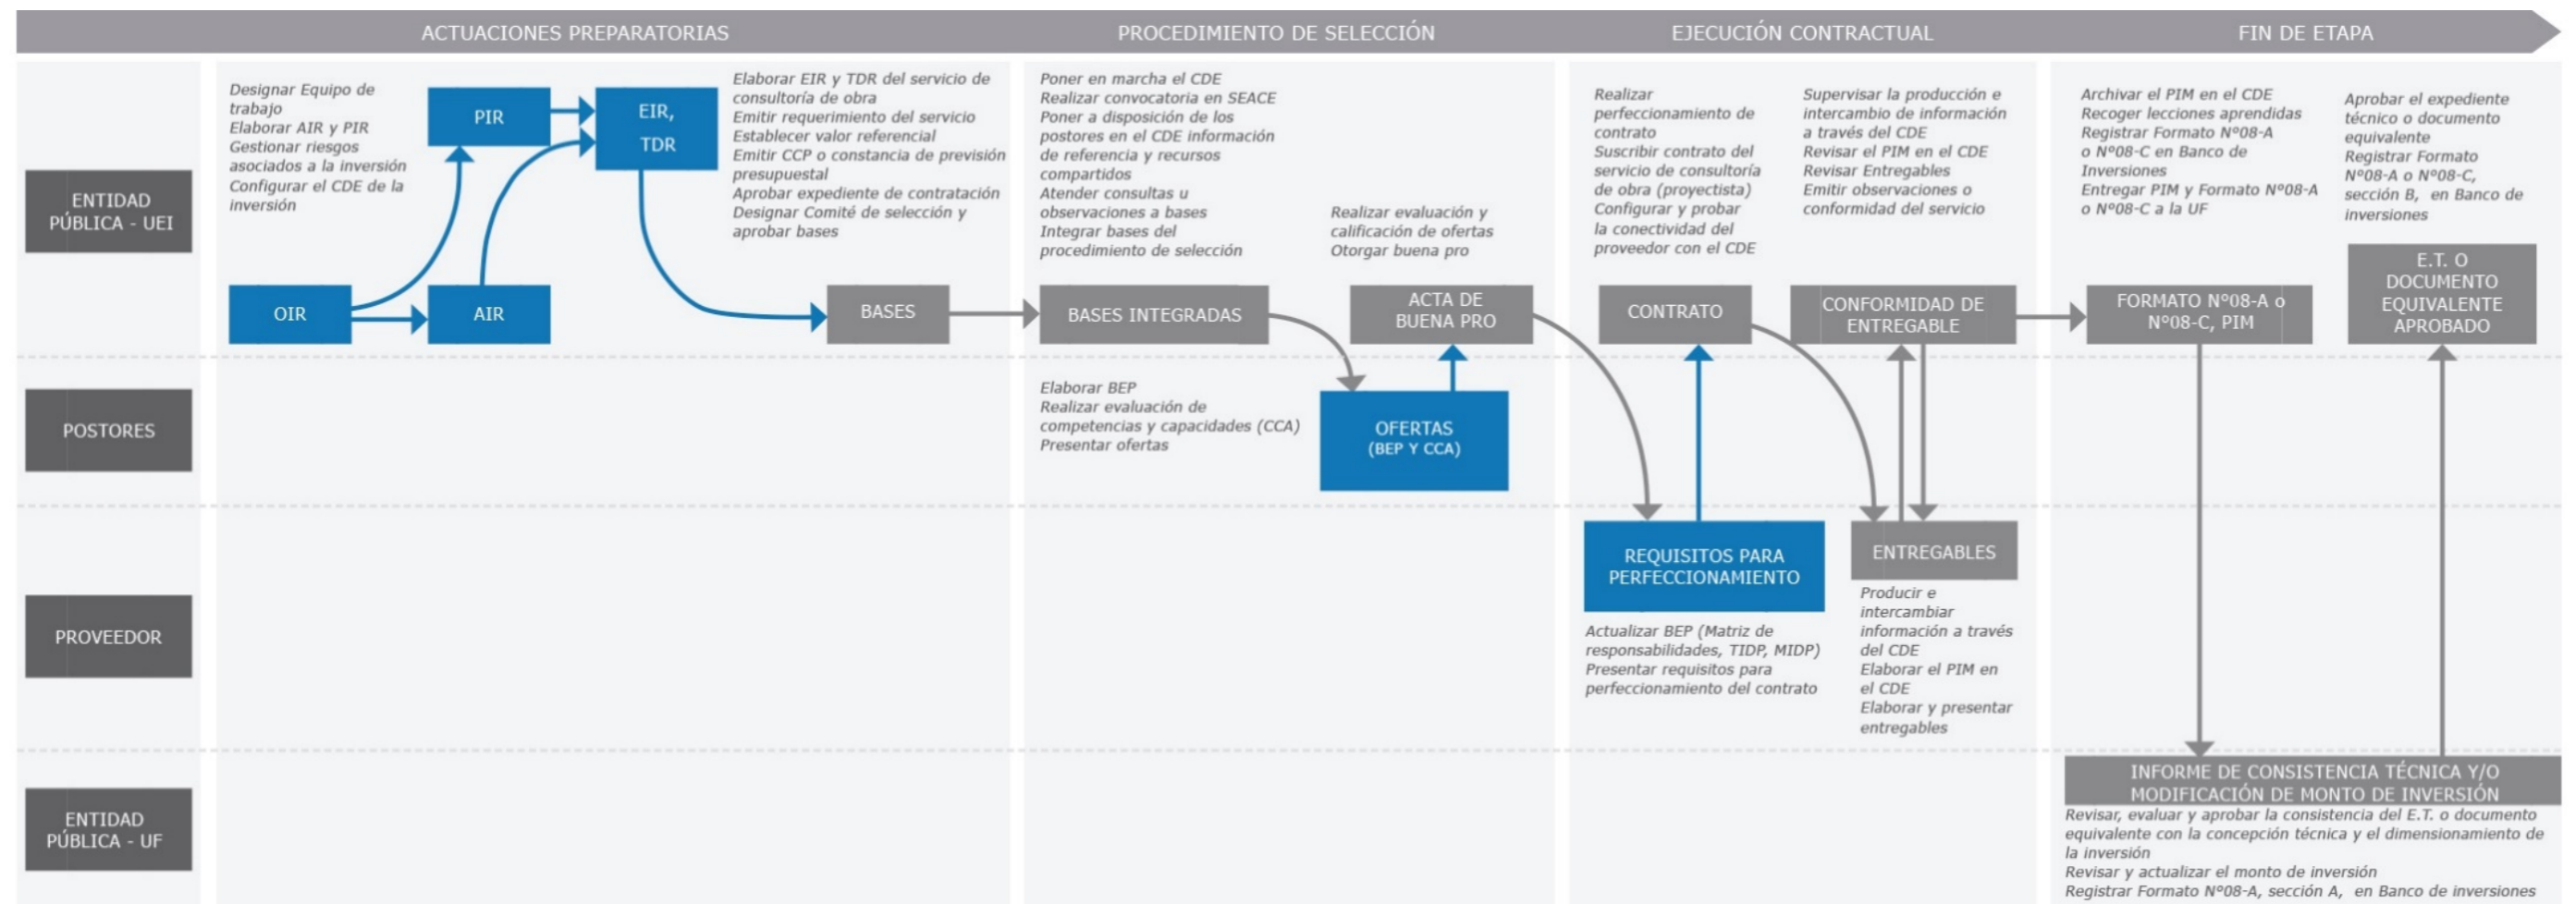 ACTUACIONES PREPARATORIAS
PROCEDIMIENTO DE SELECCIÓN
EJECUCIÓN CONTRACTUAL
FIN DE ETAPA
ENTIDAD
PÚBLICA - UEI
Designar Equipo de
trabajo
Elaborar AIR y PIR
Gestionar riesgos
asociados a la inversión
Configurar el CDE de la
inversión
PIR
EIR,
TDR
Elaborar EIR y TDR del servicio de
consultoría de obra
Emitir requerimiento del servicio
Establecer valor referencial
Emitir CCP o constancia de previsión
presupuestal
Aprobar expediente de contratación
Designar Comité de selección y
aprobar bases
OIR
AIR
BASES
Poner en marcha el CDE
Realizar convocatoria en SEACE
Poner a disposición de los
postores en el CDE información
de referencia y recursos
compartidos
Atender consultas u
observaciones a bases
Integrar bases del
procedimiento de selección
Realizar evaluación y
calificación de ofertas
Otorgar buena pro
BASES INTEGRADAS
ACTA DE
BUENA PRO
Realizar
perfeccionamiento de
contrato
Suscribir contrato del
servicio de consultoría
de obra (proyectista)
Configurar y probar
la conectividad del
proveedor con el CDE
Supervisar la producción e
intercambio de información
a través del CDE
Revisar el PIM en el CDE
Revisar Entregables
Emitir observaciones o
conformidad del servicio
CONTRATO
CONFORMIDAD DE
ENTREGABLE
Archivar el PIM en el CDE
Recoger lecciones aprendidas
Registrar Formato Nº08-A
o Nº08-C en Banco de
Inversiones
Entregar PIM y Formato Nº08-A
o Nº08-C a la UF
Aprobar el expediente
técnico o documento
equivalente
Registrar Formato
Nº08-A o Nº08-C,
sección B, en Banco de
inversiones
FORMATO Nº08-A o
Nº08-C, PIM
E.T. O
DOCUMENTO
EQUIVALENTE
APROBADO
POSTORES
Elaborar BEP
Realizar evaluación de
competencias y capacidades (CCA)
Presentar ofertas
OFERTAS
(BEP Y CCA)
PROVEEDOR
REQUISITOS PARA
PERFECCIONAMIENTO
Actualizar BEP (Matriz de
responsabilidades, TIDP, MIDP)
Presentar requisitos para
perfeccionamiento del contrato
ENTREGABLES
Producir e
intercambiar
información a través
del CDE
Elaborar el PIM en
el CDE
Elaborar y presentar
entregables
ENTIDAD
PÚBLICA - UF
INFORME DE CONSISTENCIA TÉCNICA Y/O
MODIFICACIÓN DE MONTO DE INVERSIÓN
Revisar, evaluar y aprobar la consistencia del E.T. o documento
equivalente con la concepción técnica y el dimensionamiento de
la inversión
Revisar y actualizar el monto de inversión
Registrar Formato Nº08-A, sección A, en Banco de inversiones